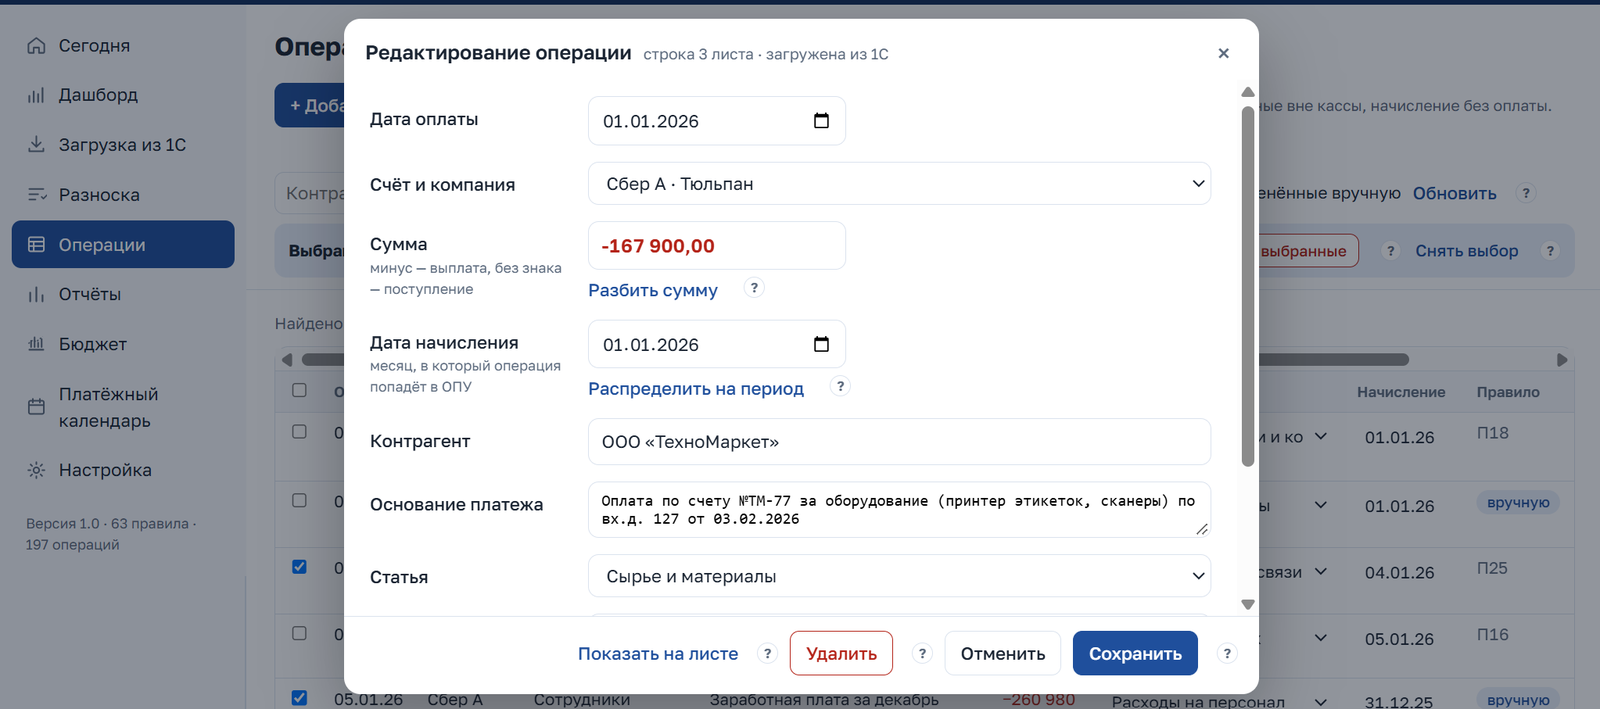 Сегодня
Дашборд
Загрузка из 1С
Разноска
Операции
Отчёты
Бюджет
Платёжный
календарь
Настройка
Версия 1.0 · 63 правила ·
197 операций
Опер
+ Доба
ые вне кассы, начисление без оплаты.
Контра
енённые вручную Обновить ?
Выбра
выбранные ? Снять выбор ?
Найдено
Начисление Правило
и и ко 01.01.26 П18
ы 01.01.26 вручную
связи 04.01.26 П25
05.01.26 П16
05.01.26 Сбер А Сотрудники Заработная плата за декабрь −260 980 Расходы на персонал 31.12.25 вручную
Редактирование операции строка 3 листа · загружена из 1С ×
Дата оплаты 01.01.2026
Счёт и компания Сбер А · Тюльпан
Сумма -167 900,00
минус — выплата, без знака
— поступление
Разбить сумму ?
Дата начисления 01.01.2026
месяц, в который операция
попадёт в ОПУ
Распределить на период ?
Контрагент ООО «ТехноМаркет»
Основание платежа Оплата по счету №ТМ-77 за оборудование (принтер этикеток, сканеры) по
вх.д. 127 от 03.02.2026
Статья Сырье и материалы
Показать на листе ? Удалить ? Отменить Сохранить ?